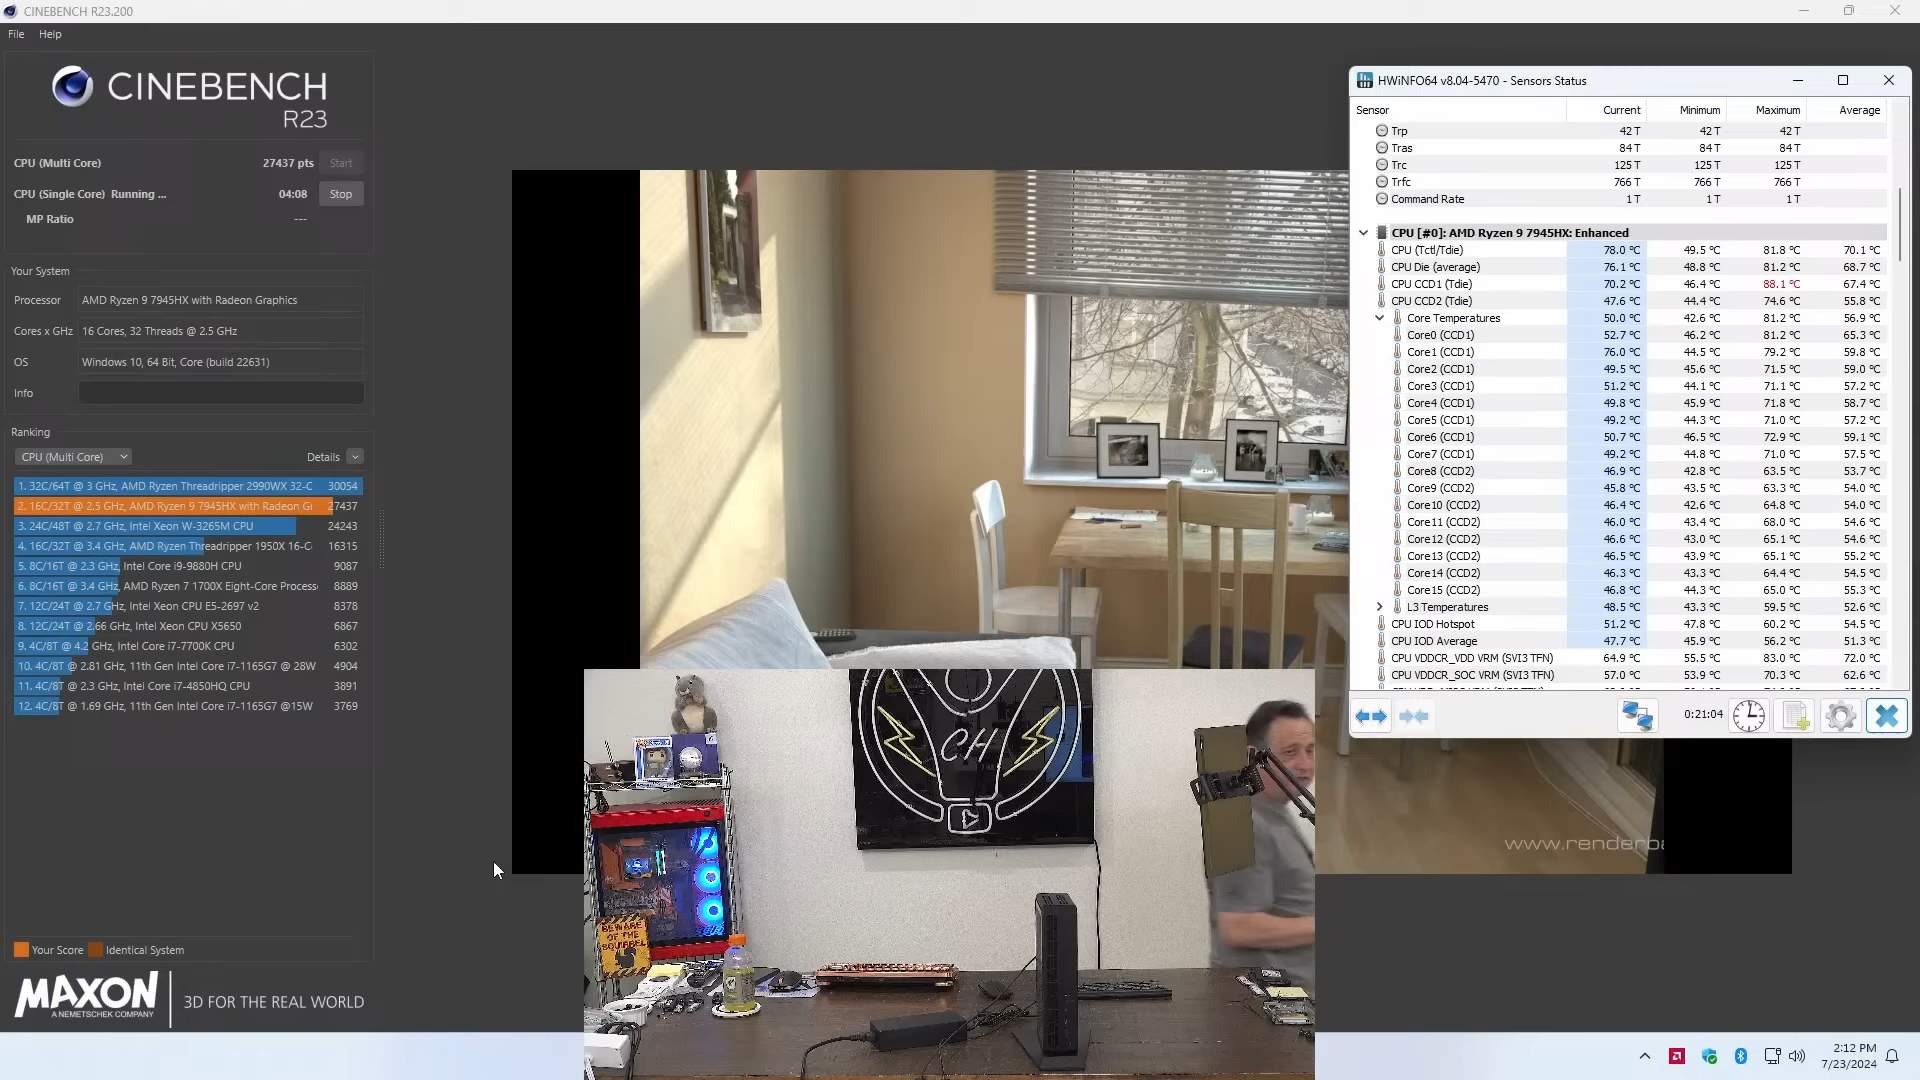 CINEBENCH R23.200
File Help
CINEBENCH
R23
CPU (Multi Core) 27437 pts Start
CPU (Single Core) Running ... 04:08 Stop
MP Ratio ---
Your System
Processor AMD Ryzen 9 7945HX with Radeon Graphics
Cores x GHz 16 Cores, 32 Threads @ 2.5 GHz
OS Windows 10, 64 Bit, Core (build 22631)
Info
Ranking
CPU (Multi Core) Details
1. 32C/64T @ 3 GHz, AMD Ryzen Threadripper 2990WX 32-C 30054
2. 16C/32T @ 2.5 GHz, AMD Ryzen 9 7945HX with Radeon Gr 27437
3. 24C/48T @ 2.7 GHz, Intel Xeon W-3265M CPU 24243
4. 16C/32T @ 3.4 GHz, AMD Ryzen Threadripper 1950X 16-C 16315
5. 8C/16T @ 2.3 GHz, Intel Core i9-9880H CPU 9087
6. 8C/16T @ 3.4 GHz, AMD Ryzen 7 1700X Eight-Core Process 8889
7. 12C/24T @ 2.7 GHz, Intel Xeon CPU E5-2697 v2 8378
8. 12C/24T @ 2.66 GHz, Intel Xeon CPU X5650 6867
9. 4C/8T @ 4.2 GHz, Intel Core i7-7700K CPU 6302
10. 4C/8T @ 2.81 GHz, 11th Gen Intel Core i7-1165G7 @ 28W 4904
11. 4C/8T @ 2.3 GHz, Intel Core i7-4850HQ CPU 3891
12. 4C/8T @ 1.69 GHz, 11th Gen Intel Core i7-1165G7 @15W 3769
Your Score Identical System
MAXON
A NEMETSCHEK COMPANY
3D FOR THE REAL WORLD
HWiNFO64 v8.04-5470 - Sensors Status
Sensor Current Minimum Maximum Average
Trp 42 T 42 T 42 T
Tras 84 T 84 T 84 T
Trc 125 T 125 T 125 T
Trfc 766 T 766 T 766 T
Command Rate 1 T 1 T 1 T
CPU [#0]: AMD Ryzen 9 7945HX: Enhanced
CPU (Tctl/Tdie) 78.0 °C 49.5 °C 81.8 °C 70.1 °C
CPU Die (average) 76.1 °C 48.8 °C 81.2 °C 68.7 °C
CPU CCD1 (Tdie) 70.2 °C 46.4 °C 88.1 °C 67.4 °C
CPU CCD2 (Tdie) 47.6 °C 44.4 °C 74.6 °C 55.8 °C
Core Temperatures 50.0 °C 42.6 °C 81.2 °C 56.9 °C
Core0 (CCD1) 52.7 °C 46.2 °C 81.2 °C 65.3 °C
Core1 (CCD1) 76.0 °C 44.5 °C 79.2 °C 59.8 °C
Core2 (CCD1) 49.5 °C 45.6 °C 71.5 °C 59.0 °C
Core3 (CCD1) 51.2 °C 44.1 °C 71.1 °C 57.2 °C
Core4 (CCD1) 49.8 °C 45.9 °C 71.8 °C 58.7 °C
Core5 (CCD1) 49.2 °C 44.3 °C 71.0 °C 57.2 °C
Core6 (CCD1) 50.7 °C 46.5 °C 72.9 °C 59.1 °C
Core7 (CCD1) 49.2 °C 44.8 °C 71.0 °C 57.5 °C
Core8 (CCD2) 46.9 °C 42.8 °C 63.5 °C 53.7 °C
Core9 (CCD2) 45.8 °C 43.5 °C 63.3 °C 54.0 °C
Core10 (CCD2) 46.4 °C 42.6 °C 64.8 °C 54.0 °C
Core11 (CCD2) 46.0 °C 43.4 °C 68.0 °C 54.6 °C
Core12 (CCD2) 46.6 °C 43.0 °C 65.1 °C 54.6 °C
Core13 (CCD2) 46.5 °C 43.9 °C 65.1 °C 55.2 °C
Core14 (CCD2) 46.3 °C 43.3 °C 64.4 °C 54.5 °C
Core15 (CCD2) 46.8 °C 44.3 °C 65.0 °C 55.3 °C
L3 Temperatures 48.5 °C 43.3 °C 59.5 °C 52.6 °C
CPU IOD Hotspot 51.2 °C 47.8 °C 60.2 °C 54.5 °C
CPU IOD Average 47.7 °C 45.9 °C 56.2 °C 51.3 °C
CPU VDDCR_VDD VRM (SVI3 TFN) 64.9 °C 55.5 °C 83.0 °C 72.0 °C
CPU VDDCR_SOC VRM (SVI3 TFN) 57.0 °C 53.9 °C 70.3 °C 62.6 °C
0:21:04
www.renderba
CH
BEWARE
OF THE
SQUIRREL
2:12 PM
7/23/2024